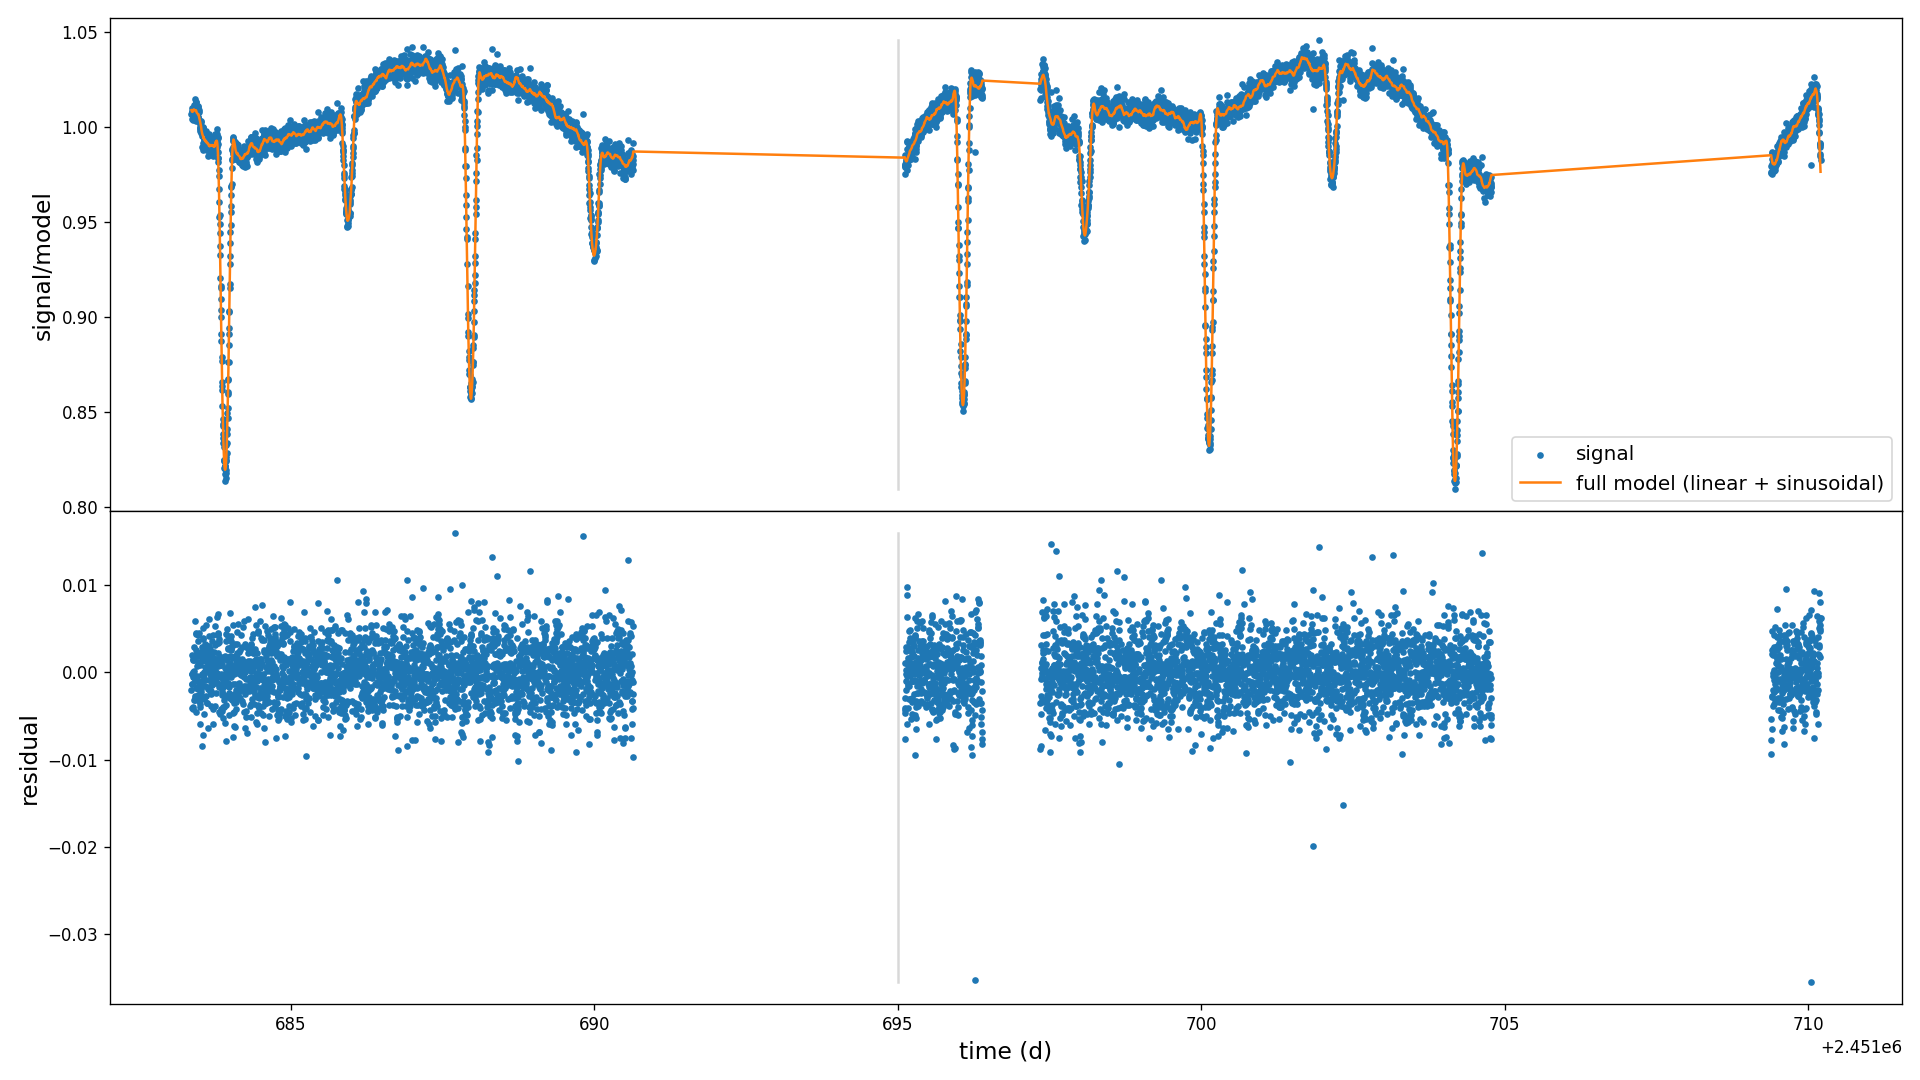 1.05
1.00
0.95
0.90
0.85
0.80
signal/model
signal
full model (linear + sinusoidal)
0.01
0.00
−0.01
−0.02
−0.03
residual
685
690
695
700
705
710
time (d)
+2.451e6